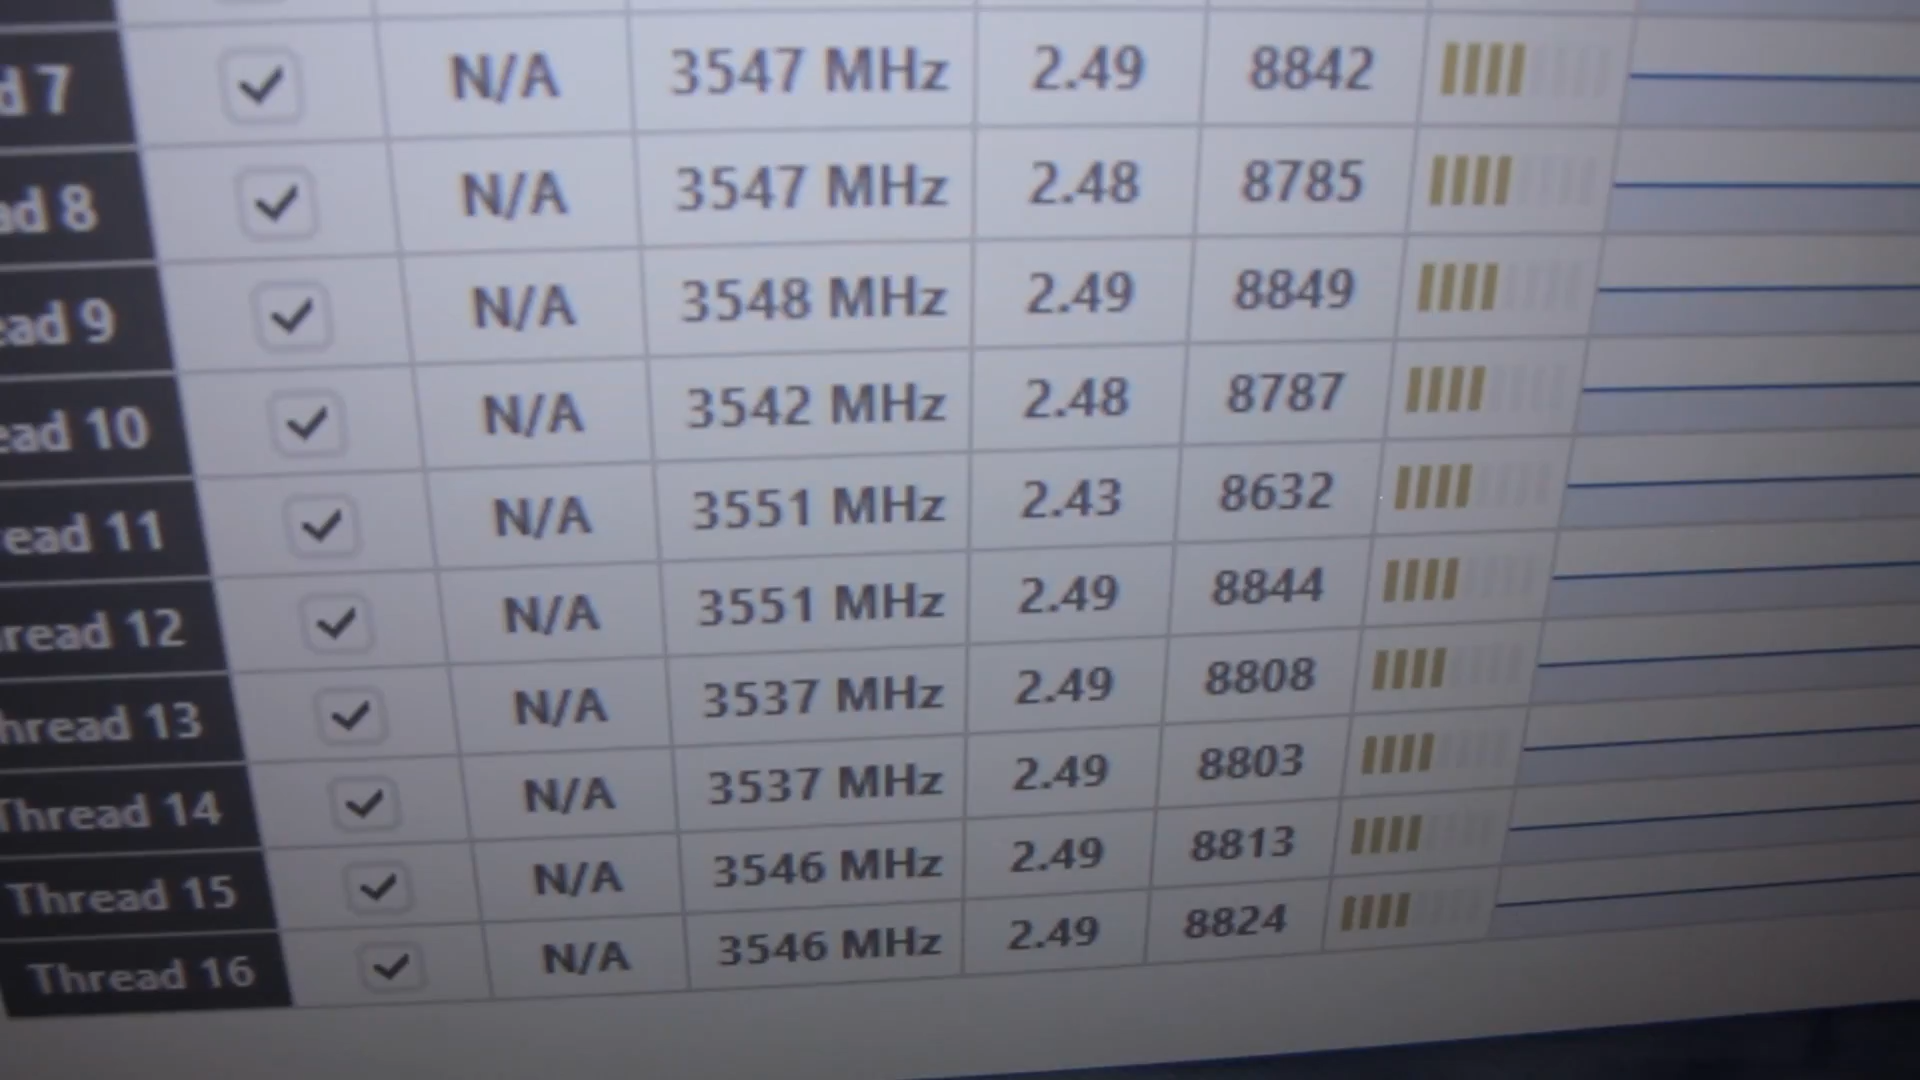 d 7 N/A 3547 MHz 2.49 8842
ad 8 N/A 3547 MHz 2.48 8785
ead 9 N/A 3548 MHz 2.49 8849
ead 10 N/A 3542 MHz 2.48 8787
read 11 N/A 3551 MHz 2.43 8632
read 12 N/A 3551 MHz 2.49 8844
hread 13 N/A 3537 MHz 2.49 8808
Thread 14 N/A 3537 MHz 2.49 8803
Thread 15 N/A 3546 MHz 2.49 8813
Thread 16 N/A 3546 MHz 2.49 8824